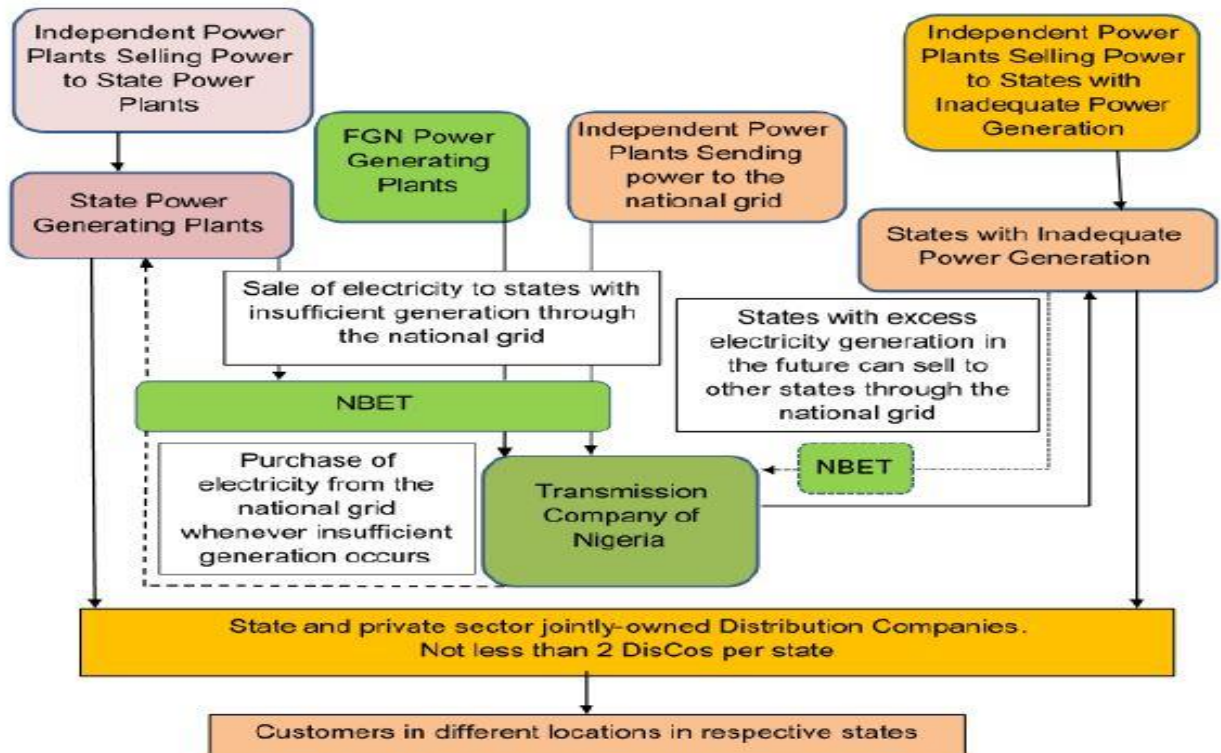 Independent Power
Plants Selling Power
to State Power
Plants
Independent Power
Plants Selling Power
to States with
Inadequate Power
Generation
FGN Power
Generating
Plants
Independent Power
Plants Sending
power to the
national grid
State Power
Generating Plants
States with Inadequate
Power Generation
Sale of electricity to states with
insufficient generation through
the national grid
States with excess
electricity generation in
the future can sell to
other states through the
national grid
NBET
Purchase of
electricity from the
national grid
whenever insufficient
generation occurs
Transmission
Company of
Nigeria
NBET
State and private sector jointly-owned Distribution Companies.
Not less than 2 DisCos per state
Customers in different locations in respective states